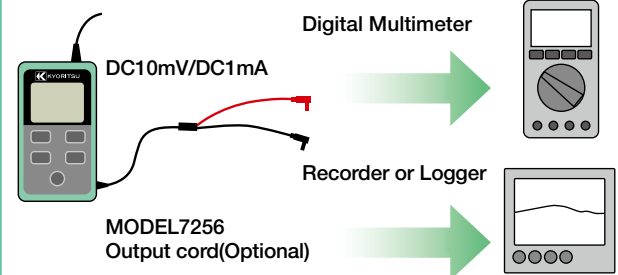 Digital Multimeter
KYORITSU
DC10mV/DC1mA
Recorder or Logger
MODEL7256
Output cord(Optional)